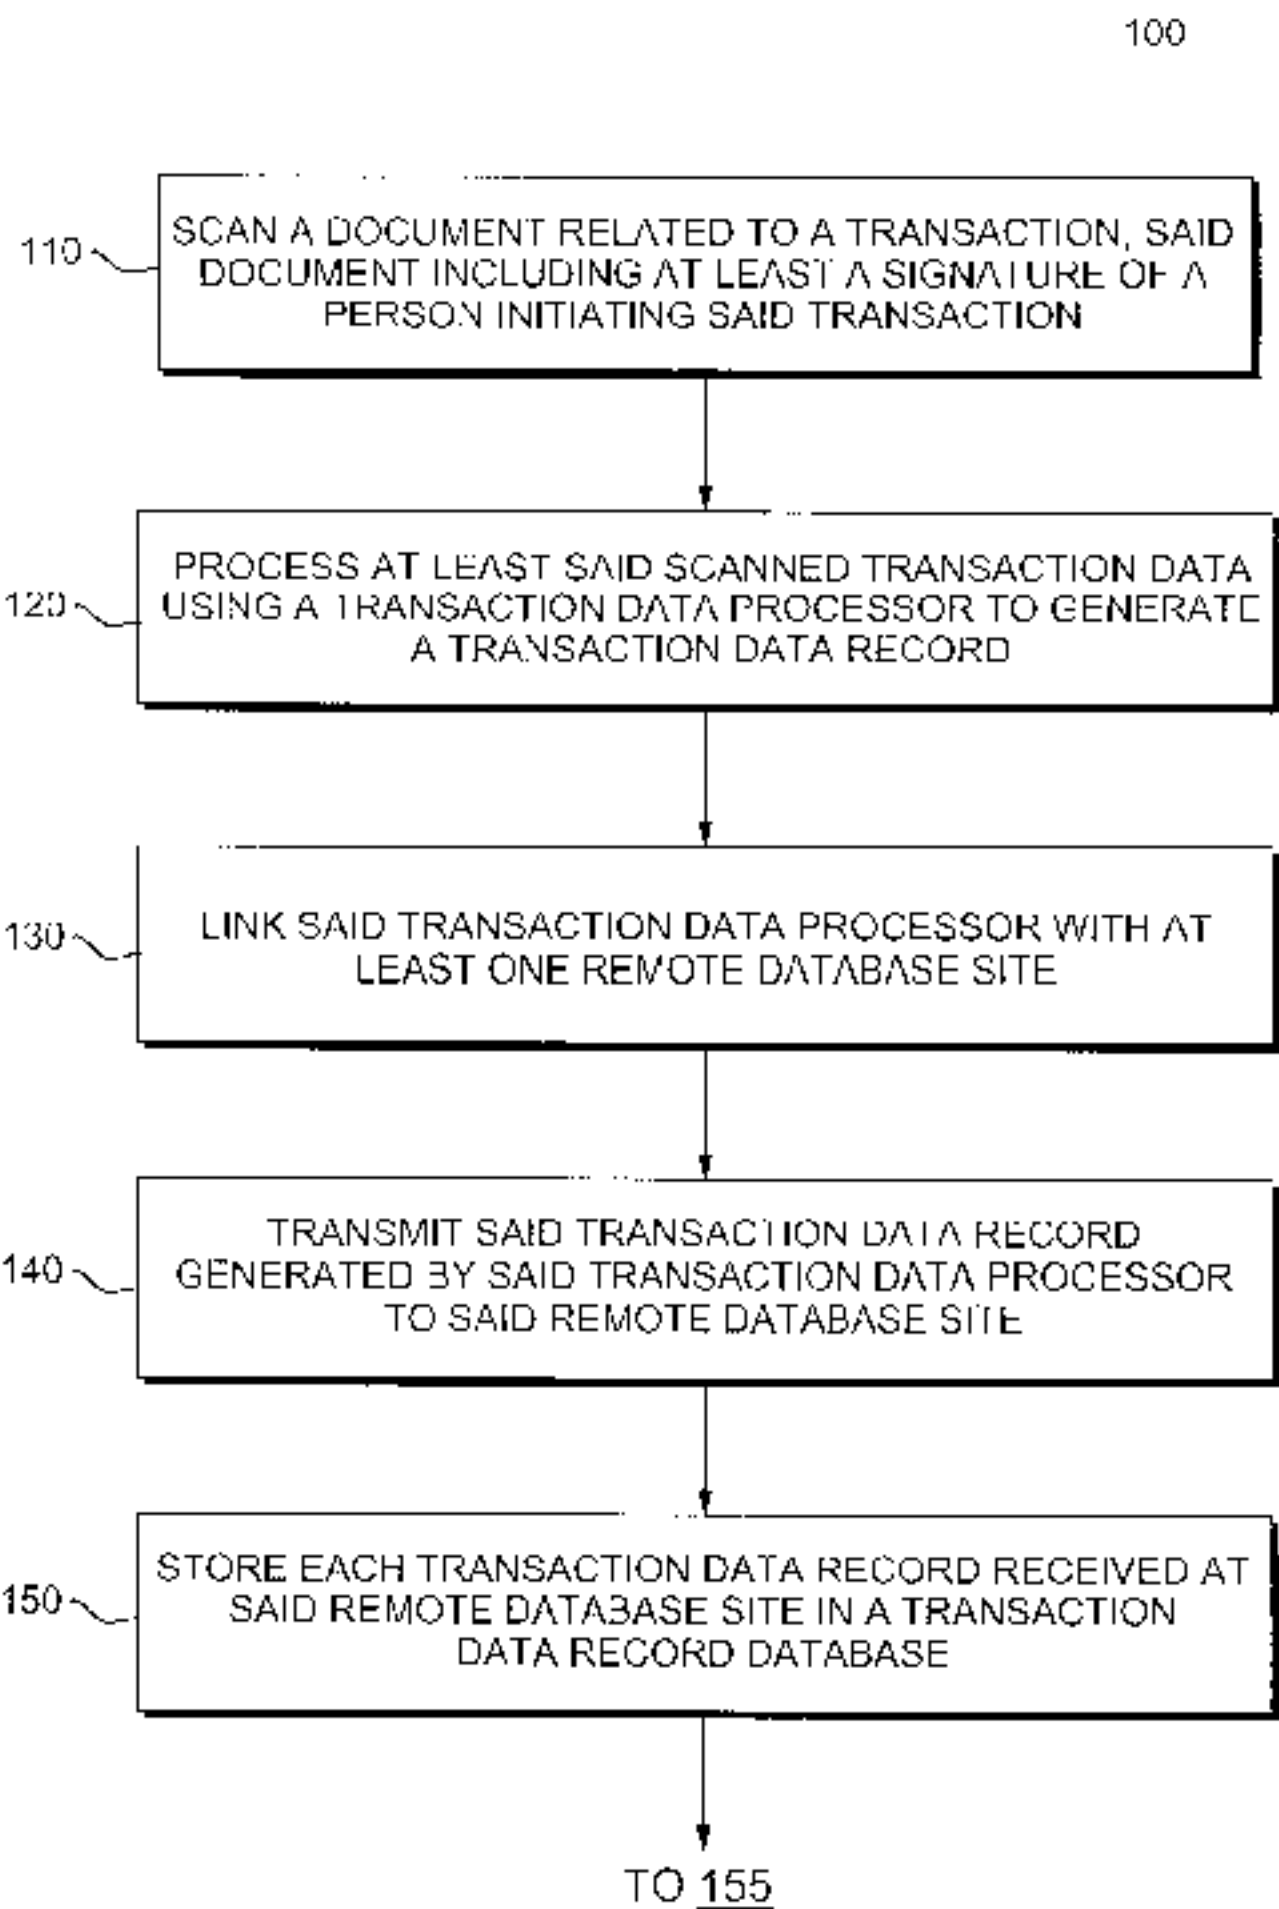 100
110
SCAN A DOCUMENT RELATED TO A TRANSACTION, SAID
DOCUMENT INCLUDING AT LEAST A SIGNATURE OF A
PERSON INITIATING SAID TRANSACTION
120
PROCESS AT LEAST SAID SCANNED TRANSACTION DATA
USING A TRANSACTION DATA PROCESSOR TO GENERATE
A TRANSACTION DATA RECORD
130
LINK SAID TRANSACTION DATA PROCESSOR WITH AT
LEAST ONE REMOTE DATABASE SITE
140
TRANSMIT SAID TRANSACTION DATA RECORD
GENERATED BY SAID TRANSACTION DATA PROCESSOR
TO SAID REMOTE DATABASE SITE
150
STORE EACH TRANSACTION DATA RECORD RECEIVED AT
SAID REMOTE DATABASE SITE IN A TRANSACTION
DATA RECORD DATABASE
TO 155